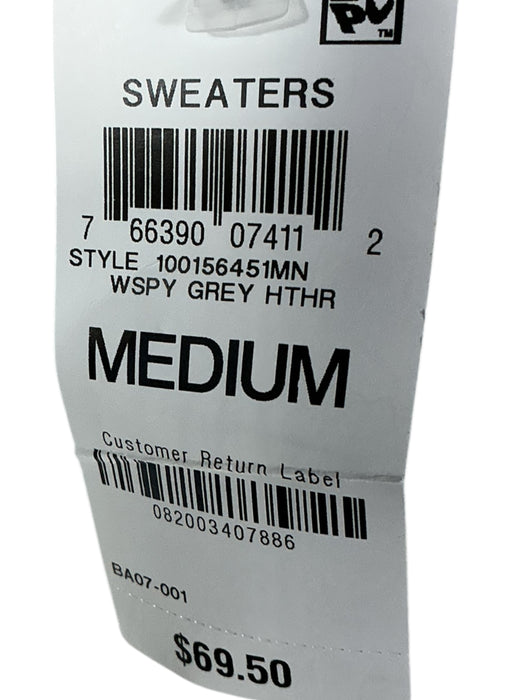 TM
SWEATERS
7 66390 07411 2
STYLE 100156451MN
WSPY GREY HTHR
MEDIUM
Customer Return Label
082003407886
BA07-001
$69.50